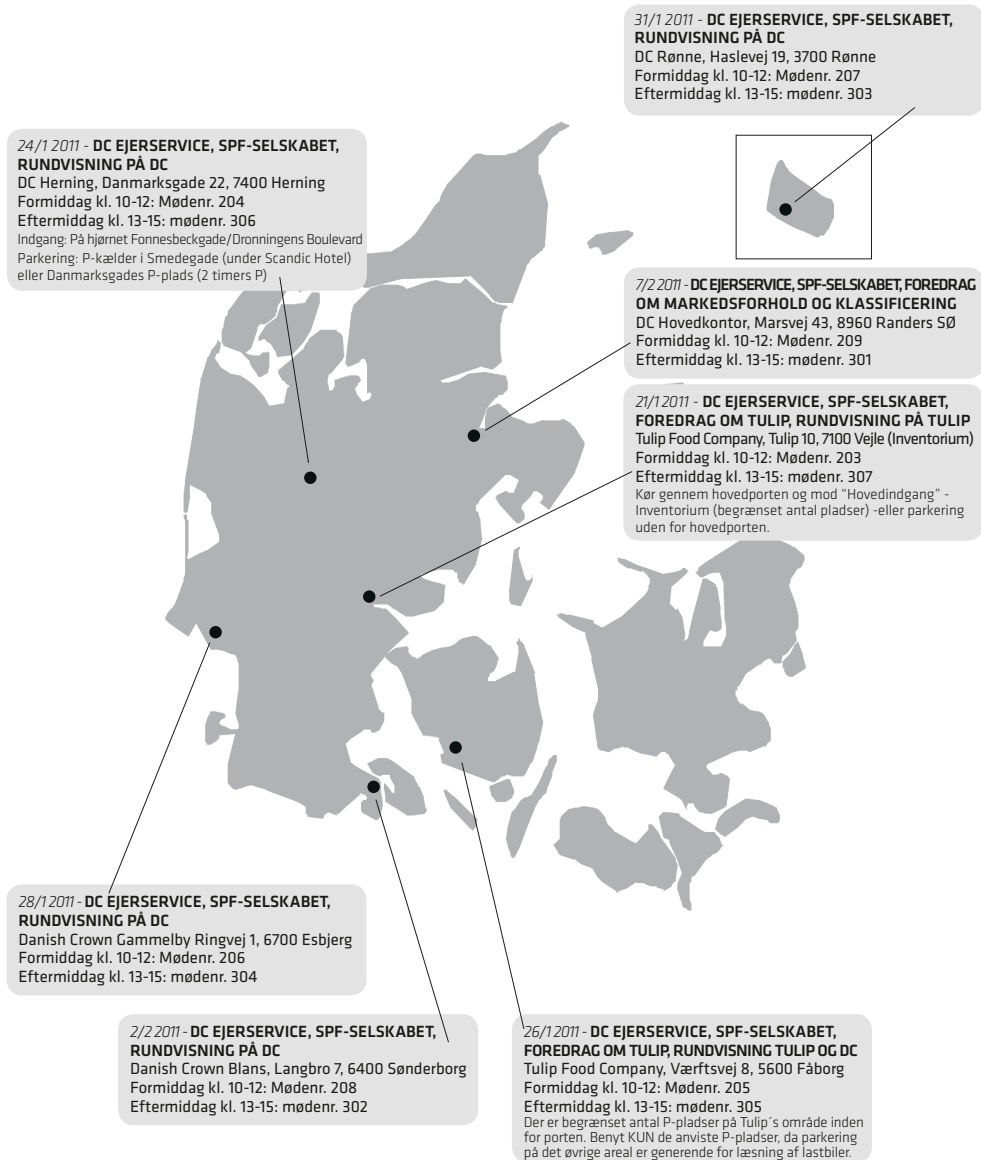 31/1 2011 - DC EJERSERVICE, SPF-SELSKABET,
RUNDVISNING PÅ DC
DC Rønne, Haslevej 19, 3700 Rønne
Formiddag kl. 10-12: Mødenr. 207
Eftermiddag kl. 13-15: mødenr. 303
24/1 2011 - DC EJERSERVICE, SPF-SELSKABET,
RUNDVISNING PÅ DC
DC Herning, Danmarksgade 22, 7400 Herning
Formiddag kl. 10-12: Mødenr. 204
Eftermiddag kl. 13-15: mødenr. 306
Indgang: På hjørnet Fonnesbeckgade/Dronningens Boulevard
Parkering: P-kælder i Smedegade (under Scandic Hotel)
eller Danmarksgades P-plads (2 timers P)
7/2 2011 - DC EJERSERVICE, SPF-SELSKABET, FOREDRAG
OM MARKEDSFORHOLD OG KLASSIFICERING
DC Hovedkontor, Marsvej 43, 8960 Randers SØ
Formiddag kl. 10-12: Mødenr. 209
Eftermiddag kl. 13-15: mødenr. 301
21/1 2011 - DC EJERSERVICE, SPF-SELSKABET,
FOREDRAG OM TULIP, RUNDVISNING PÅ TULIP
Tulip Food Company, Tulip 10, 7100 Vejle (Inventorium)
Formiddag kl. 10-12: Mødenr. 203
Eftermiddag kl. 13-15: mødenr. 307
Kør gennem hovedporten og mod "Hovedindgang" -
Inventorium (begrænset antal pladser) -eller parkering
uden for hovedporten.
28/1 2011 - DC EJERSERVICE, SPF-SELSKABET,
RUNDVISNING PÅ DC
Danish Crown Gammelby Ringvej 1, 6700 Esbjerg
Formiddag kl. 10-12: Mødenr. 206
Eftermiddag kl. 13-15: mødenr. 304
2/2 2011 - DC EJERSERVICE, SPF-SELSKABET,
RUNDVISNING PÅ DC
Danish Crown Blans, Langbro 7, 6400 Sønderborg
Formiddag kl. 10-12: Mødenr. 208
Eftermiddag kl. 13-15: mødenr. 302
26/1 2011 - DC EJERSERVICE, SPF-SELSKABET,
FOREDRAG OM TULIP, RUNDVISNING TULIP OG DC
Tulip Food Company, Værftsvej 8, 5600 Fåborg
Formiddag kl. 10-12: Mødenr. 205
Eftermiddag kl. 13-15: mødenr. 305
Der er begrænset antal P-pladser på Tulip´s område inden
for porten. Benyt KUN de anviste P-pladser, da parkering
på det øvrige areal er generende for læsning af lastbiler.